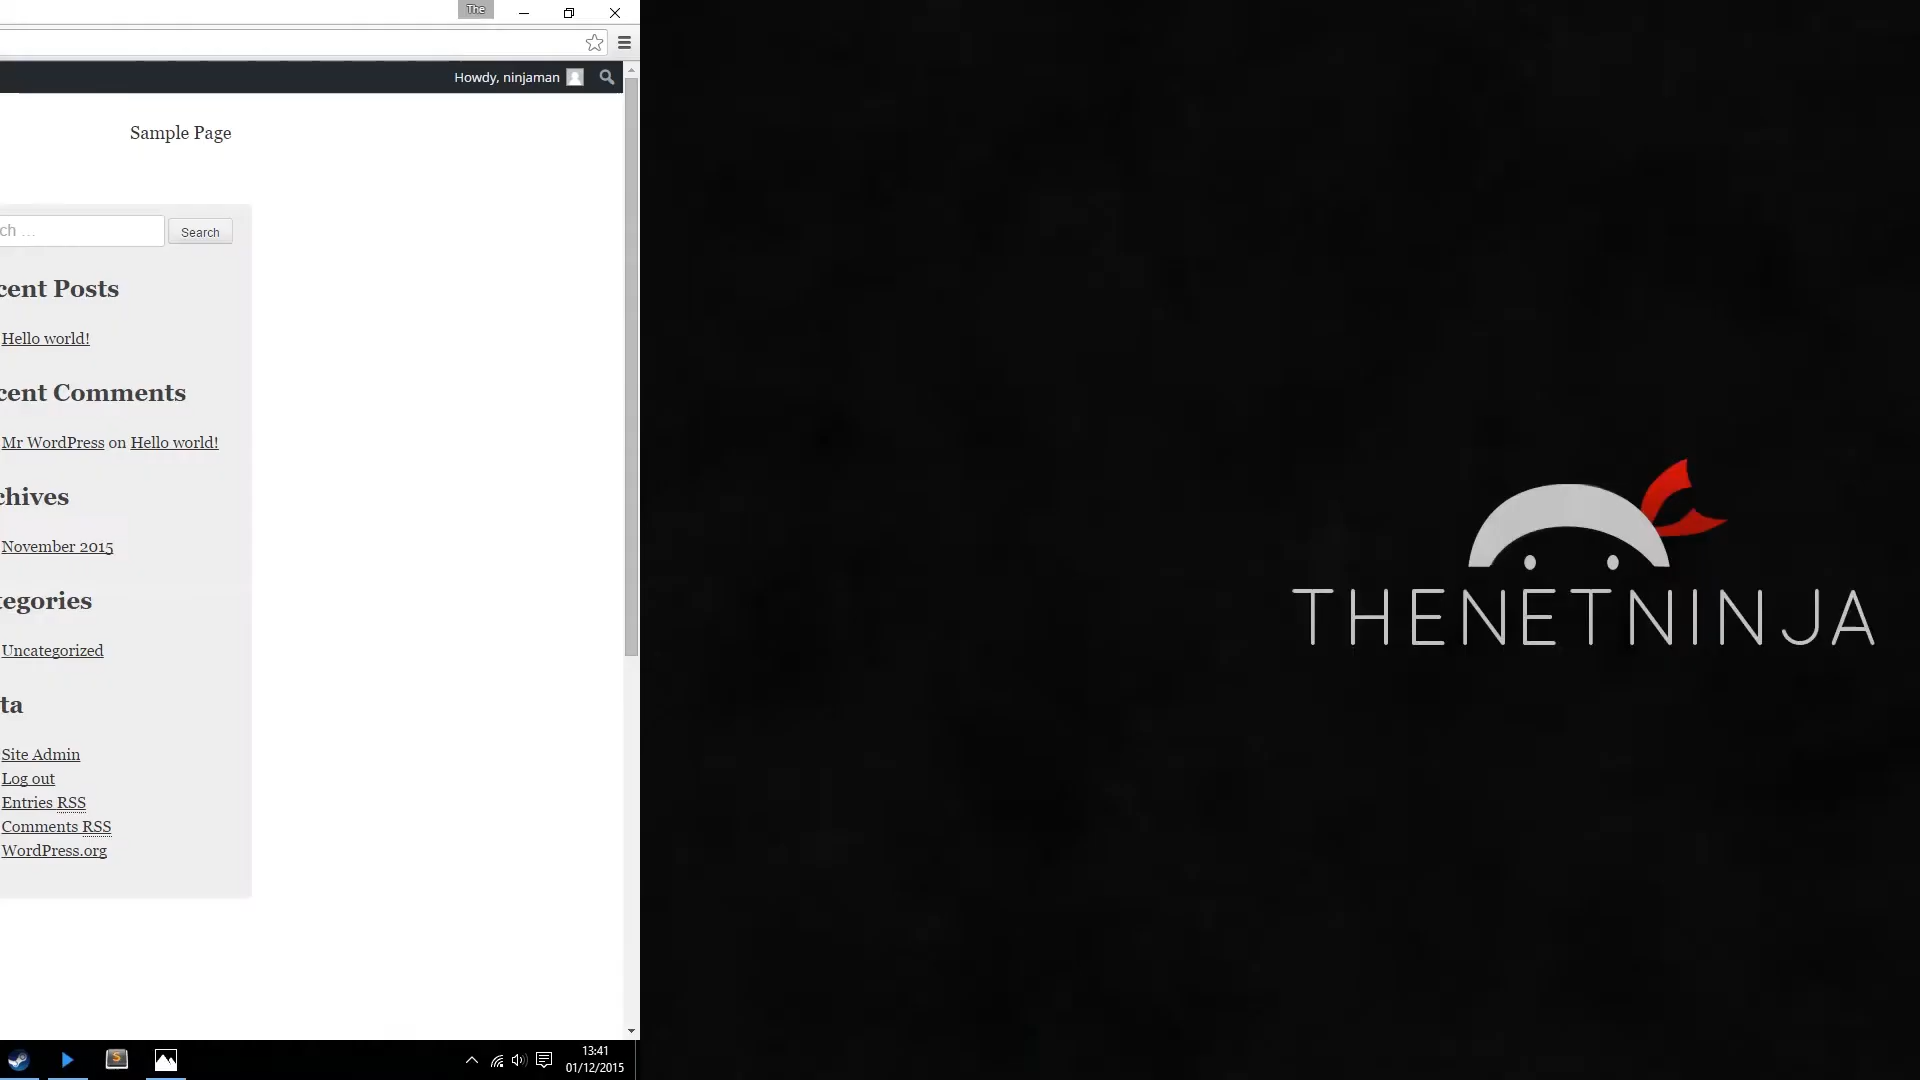 The
Howdy, ninjaman
Sample Page
ch ...
Search
cent Posts
Hello world!
cent Comments
Mr WordPress on Hello world!
chives
November 2015
tegories
Uncategorized
ta
Site Admin
Log out
Entries RSS
Comments RSS
WordPress.org
THENETNINJA
13:41
01/12/2015